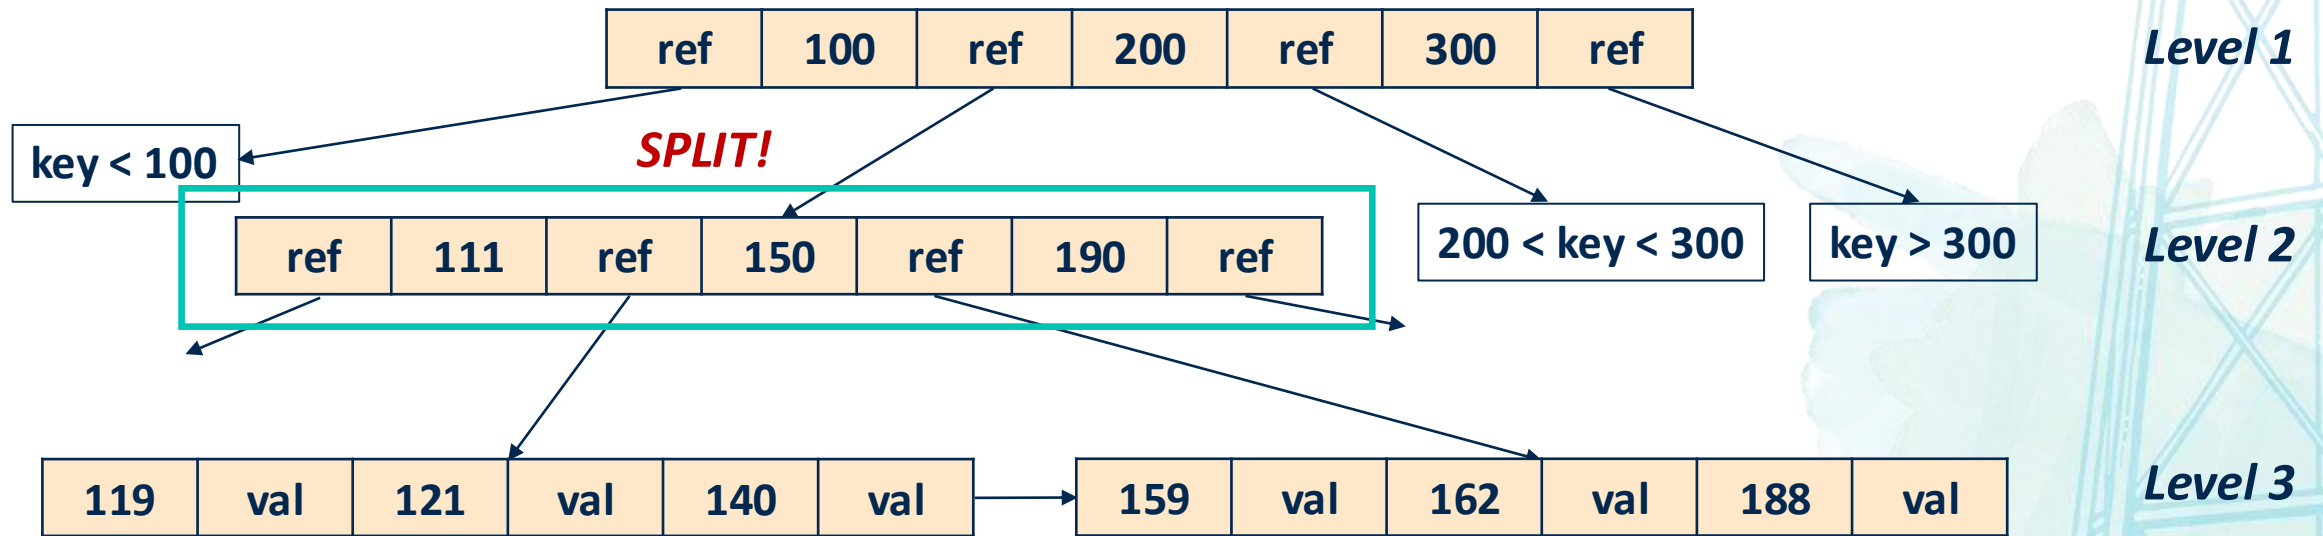 ref 100 ref 200 ref 300 ref Level 1
SPLIT!
key < 100
ref 111 ref 150 ref 190 ref 200 < key < 300 key > 300 Level 2
119 val 121 val 140 val 159 val 162 val 188 val Level 3